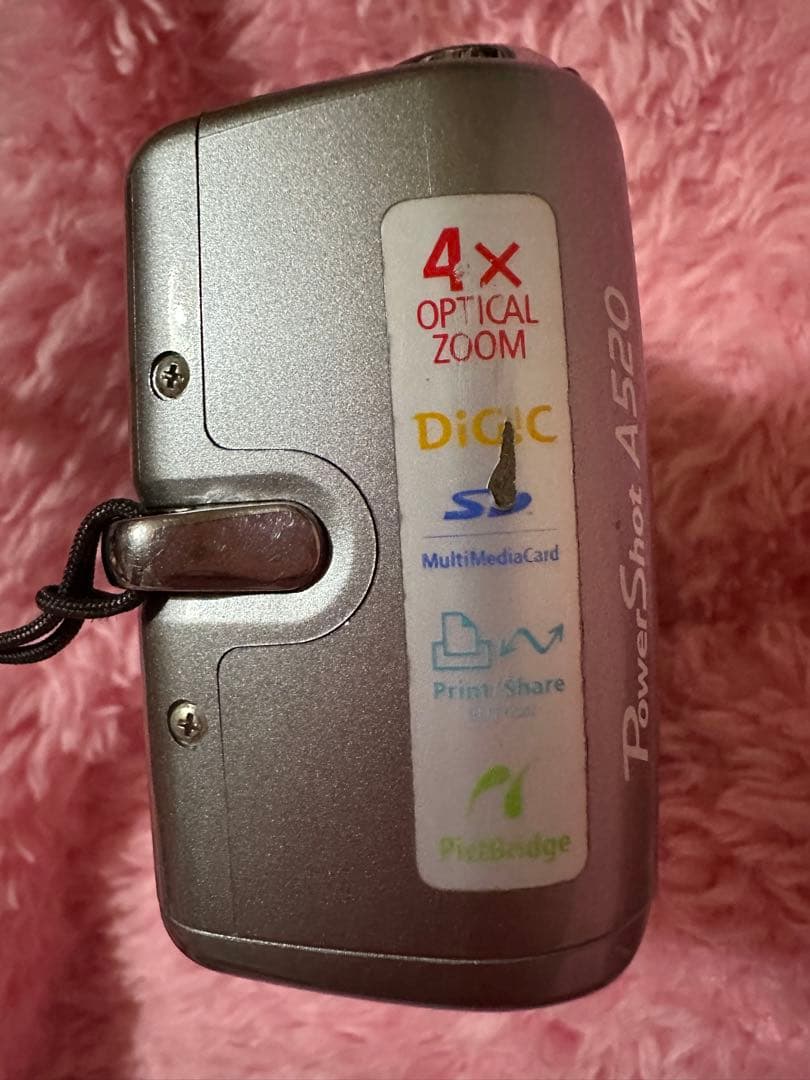 4x
OPTICAL
ZOOM
DiGIC
SD
MultiMediaCard
Print/Share
PictBridge
PowerShot A520